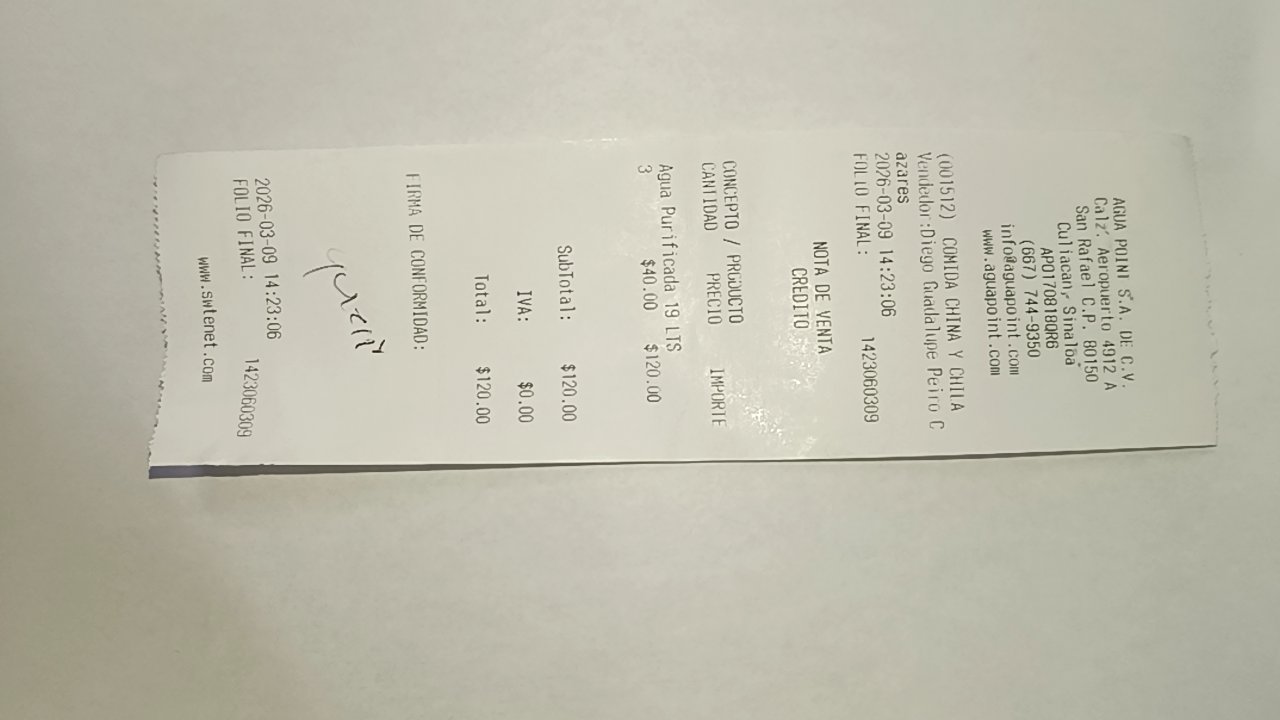 AGUA POINT S.A. DE C.V.
Calz. Aeropuerto 4912 A
San Rafael C.P. 80150
Culiacan, Sinaloa
APO170818QR6
(667) 744-9350
info@aguapoint.com
www.aguapoint.com
(001512) COMIDA CHINA Y CHILA
Vendedor:Diego Guadalupe Peiro C
azares
2026-03-09 14:23:06
FOLIO FINAL: 1423060309
NOTA DE VENTA
CREDITO
CONCEPTO / PRODUCTO
CANTIDAD PRECIO IMPORTE
Agua Purificada 19 LTS
3 $40.00 $120.00
SubTotal: $120.00
IVA: $0.00
Total: $120.00
FIRMA DE CONFORMIDAD:
2026-03-09 14:23:06
FOLIO FINAL: 1423060309
www.swtenet.com